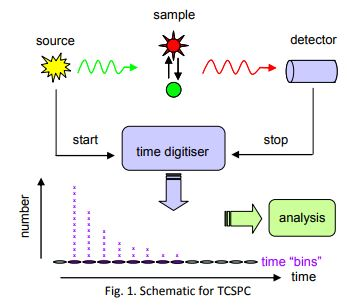 sample
source
detector
start
time digitiser
stop
number
analysis
time “bins”
time
Fig. 1. Schematic for TCSPC